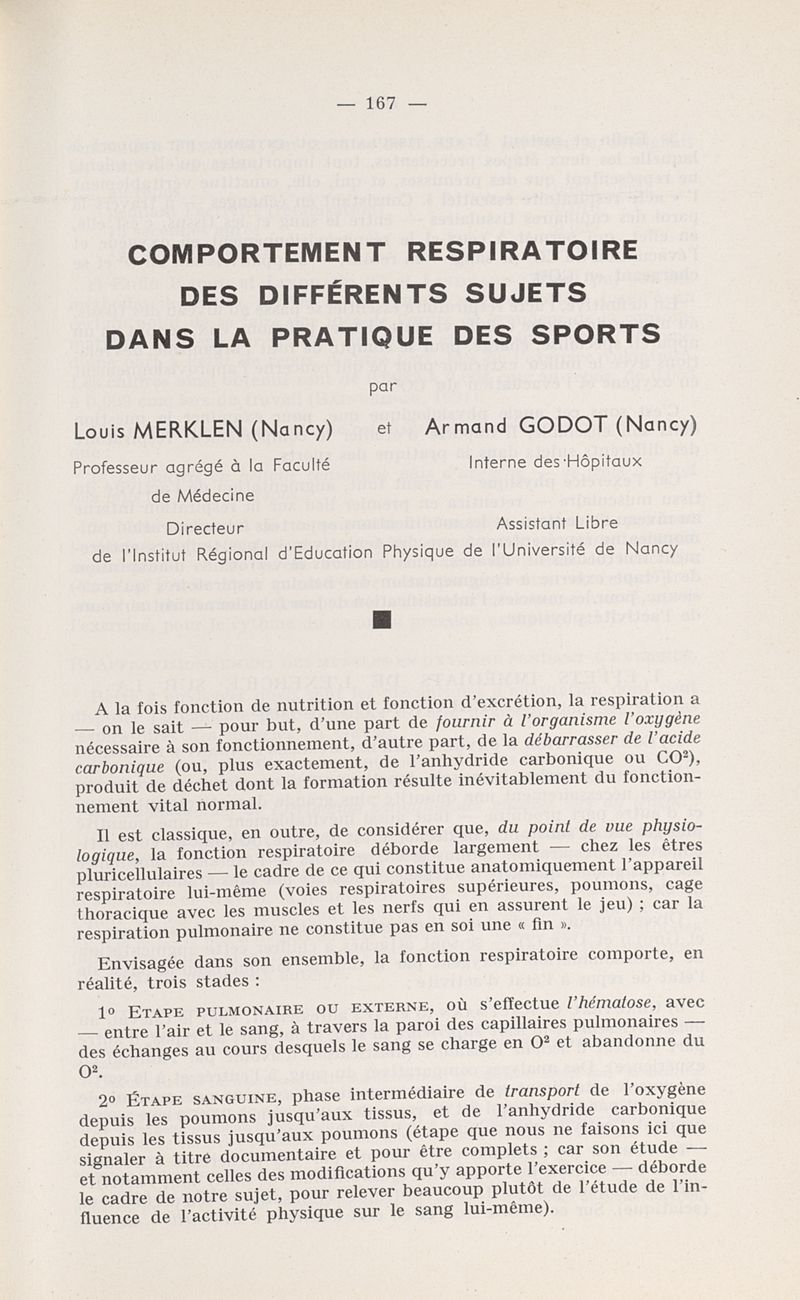 — 167 —
COMPORTEMENT RESPIRATOIRE
DES DIFFÉRENTS SUJETS
DANS LA PRATIQUE DES SPORTS
par
Louis MERKLEN (Nancy) et Armand GODOT (Nancy)
Professeur agrégé à la Faculté Interne des Hôpitaux
de Médecine
Directeur Assistant Libre
de l'Institut Régional d'Education Physique de l'Université de Nancy
A la fois fonction de nutrition et fonction d'excrétion, la respiration a
— on le sait — pour but, d'une part de fournir à l'organisme l'oxygène
nécessaire à son fonctionnement, d'autre part, de la débarrasser de l'acide
carbonique (ou, plus exactement, de l'anhydride carbonique ou CO²),
produit de déchet dont la formation résulte inévitablement du fonction-
nement vital normal.
Il est classique, en outre, de considérer que, du point de vue physio-
logique, la fonction respiratoire déborde largement — chez les êtres
pluricellulaires — le cadre de ce qui constitue anatomiquement l'appareil
respiratoire lui-même (voies respiratoires supérieures, poumons, cage
thoracique avec les muscles et les nerfs qui en assurent le jeu) ; car la
respiration pulmonaire ne constitue pas en soi une « fin ».
Envisagée dans son ensemble, la fonction respiratoire comporte, en
réalité, trois stades :
1º ETAPE PULMONAIRE OU EXTERNE, où s'effectue l'hématose, avec
— entre l'air et le sang, à travers la paroi des capillaires pulmonaires —
des échanges au cours desquels le sang se charge en O² et abandonne du
O².
2º ÉTAPE SANGUINE, phase intermédiaire de transport de l'oxygène
depuis les poumons jusqu'aux tissus, et de l'anhydride carbonique
depuis les tissus jusqu'aux poumons (étape que nous ne faisons ici que
signaler à titre documentaire et pour être complets ; car son étude —
et notamment celles des modifications qu'y apporte l'exercice — déborde
le cadre de notre sujet, pour relever beaucoup plutôt de l'étude de l'in-
fluence de l'activité physique sur le sang lui-même).